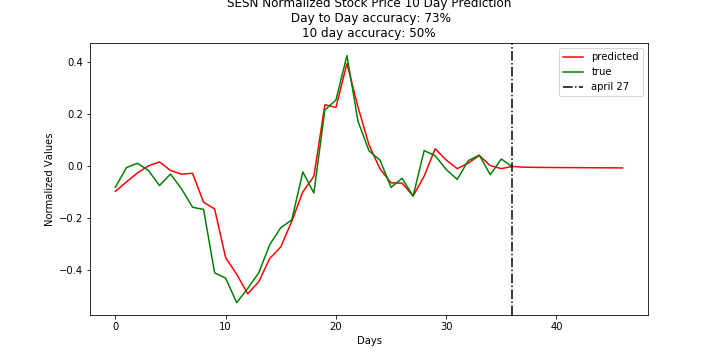 SESN Normalized Stock Price 10 Day Prediction
Day to Day accuracy: 73%
10 day accuracy: 50%
predicted
true
april 27
Normalized Values
0.4
0.2
0.0
−0.2
−0.4
0
10
20
30
40
Days